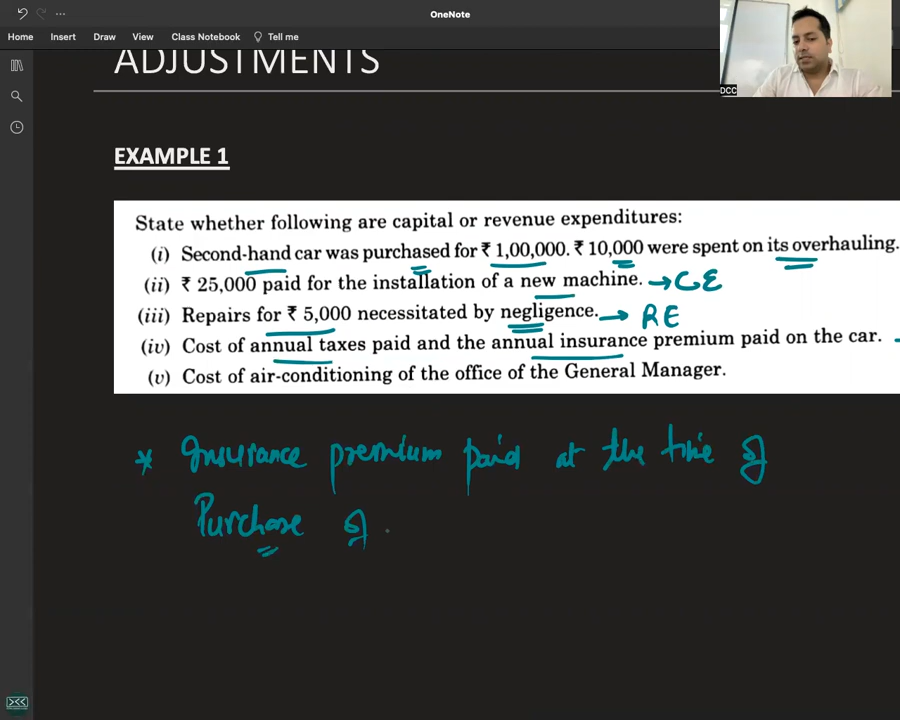 OneNote
Home Insert Draw View Class Notebook Tell me
DCC
ADJUSTMENTS
EXAMPLE 1
State whether following are capital or revenue expenditures:
(i) Second-hand car was purchased for ₹ 1,00,000. ₹ 10,000 were spent on its overhauling.
(ii) ₹ 25,000 paid for the installation of a new machine. → CE
(iii) Repairs for ₹ 5,000 necessitated by negligence. → RE
(iv) Cost of annual taxes paid and the annual insurance premium paid on the car.
(v) Cost of air-conditioning of the office of the General Manager.
* Insurance premium paid at the time of
Purchase of